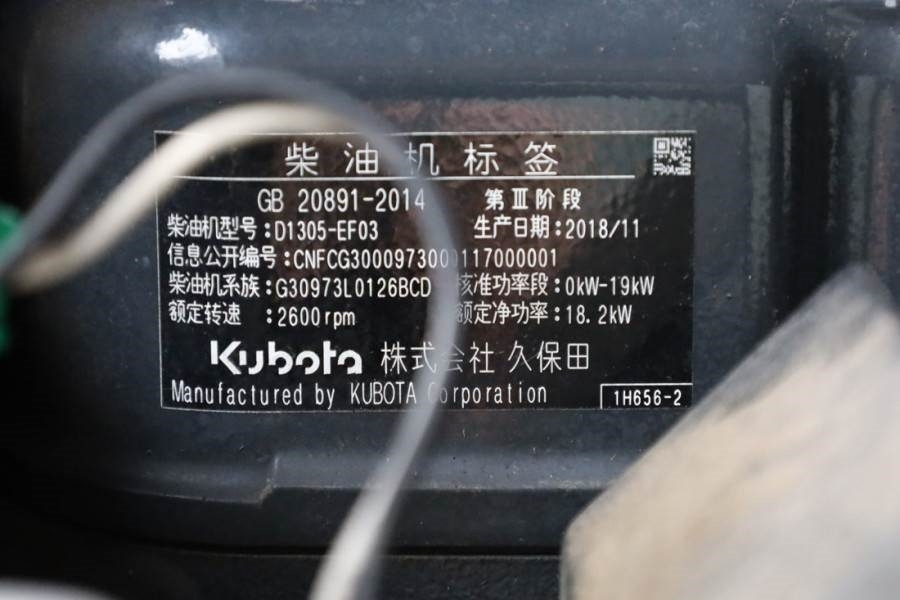 柴油机标签
GB 20891-2014 第Ⅲ阶段
柴油机型号:D1305-EF03 生产日期:2018/11
信息公开编号:CNFCG3000973000117000001
柴油机系族:G30973L0126BCD 核准功率段:0kW-19kW
额定转速 :2600rpm 额定净功率:18.2kW
Kubota 株式会社 久保田
Manufactured by KUBOTA Corporation
1H656-2